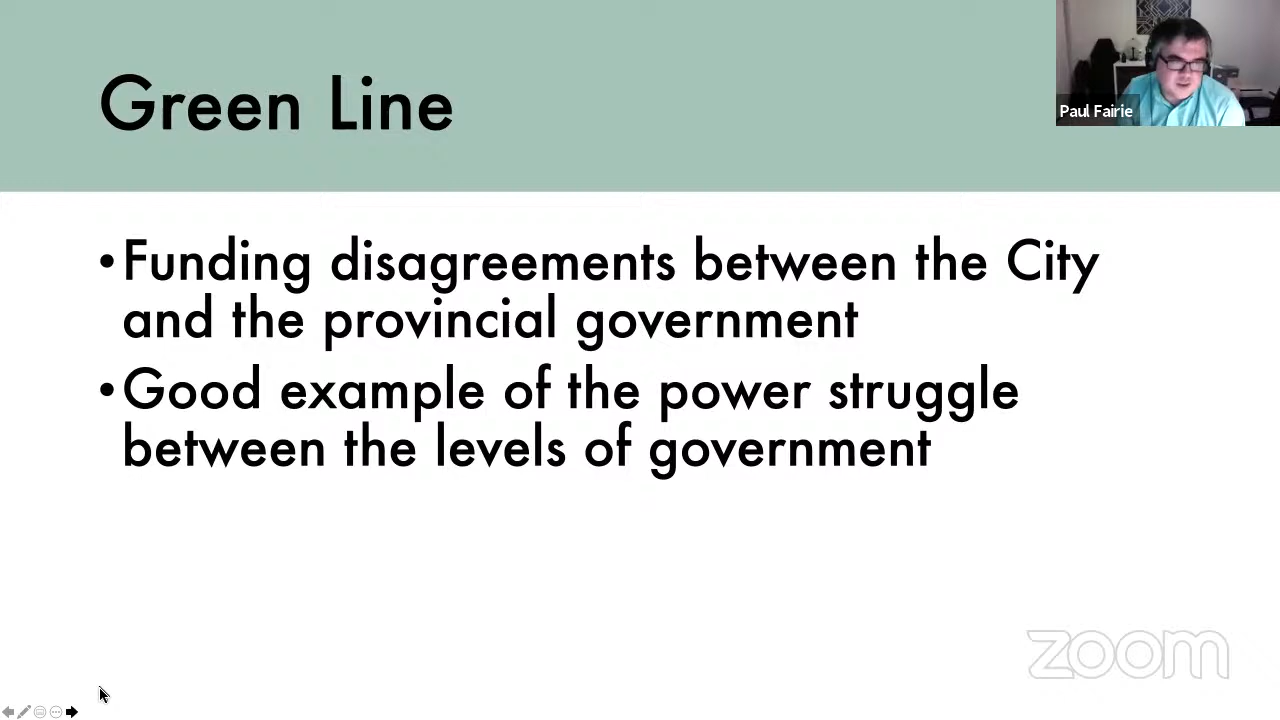 Green Line
Paul Fairie
•Funding disagreements between the City
and the provincial government
•Good example of the power struggle
between the levels of government
zoom